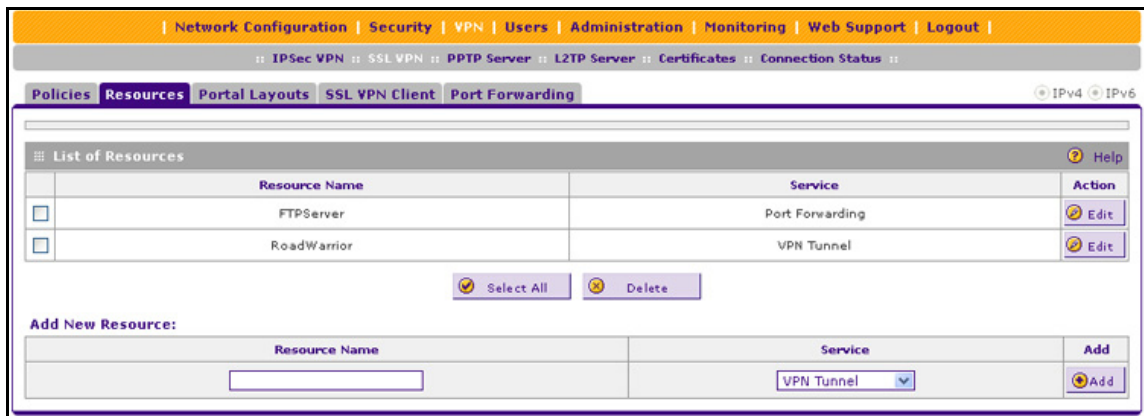 | Network Configuration | Security | VPN | Users | Administration | Monitoring | Web Support | Logout |
:: IPSec VPN :: SSL VPN :: PPTP Server :: L2TP Server :: Certificates :: Connection Status ::
Policies Resources Portal Layouts SSL VPN Client Port Forwarding IPv4 IPv6
List of Resources Help
Resource Name Service Action
FTPServer Port Forwarding Edit
RoadWarrior VPN Tunnel Edit
Select All Delete
Add New Resource:
Resource Name Service Add
VPN Tunnel Add